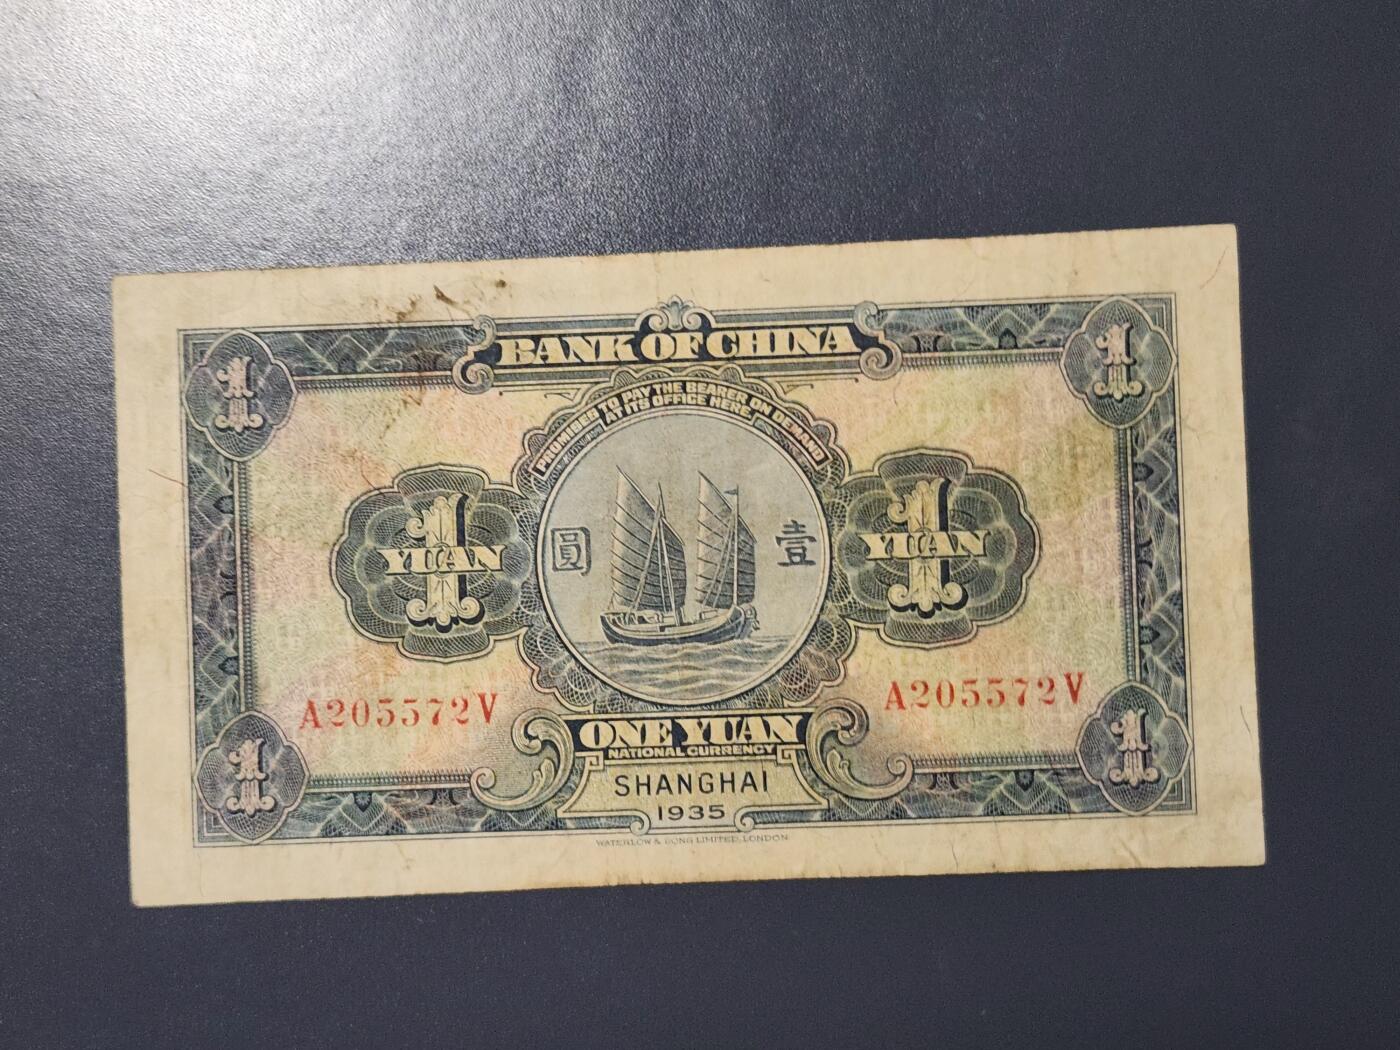 BANK OF CHINA
PROMISES TO PAY THE BEARER ON DEMAND
AT ITS OFFICE HERE
1
1
1 YUAN
圓
壹
1 YUAN
A205572V
A205572V
ONE YUAN
NATIONAL CURRENCY
SHANGHAI
1935
1
1
WATERLOW & SONS LIMITED, LONDON